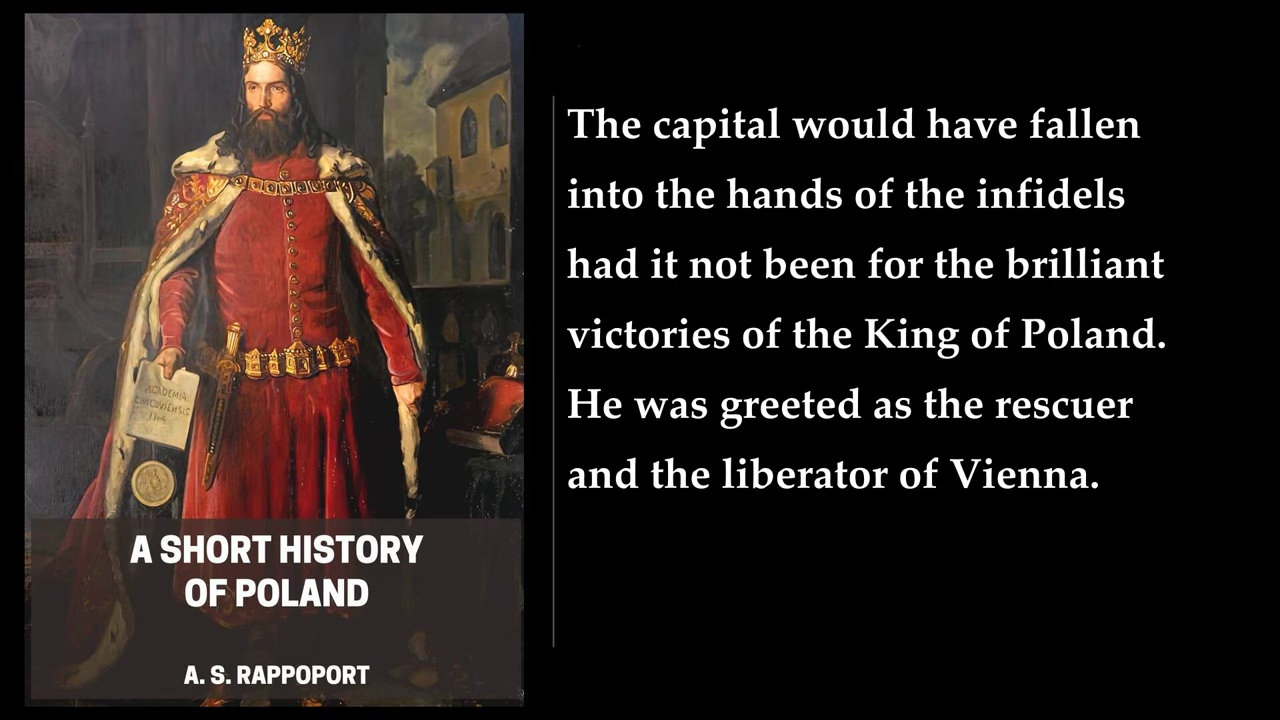 The capital would have fallen
into the hands of the infidels
had it not been for the brilliant
victories of the King of Poland.
He was greeted as the rescuer
and the liberator of Vienna.
ACADEMIA
A SHORT HISTORY
OF POLAND
A. S. RAPPOPORT